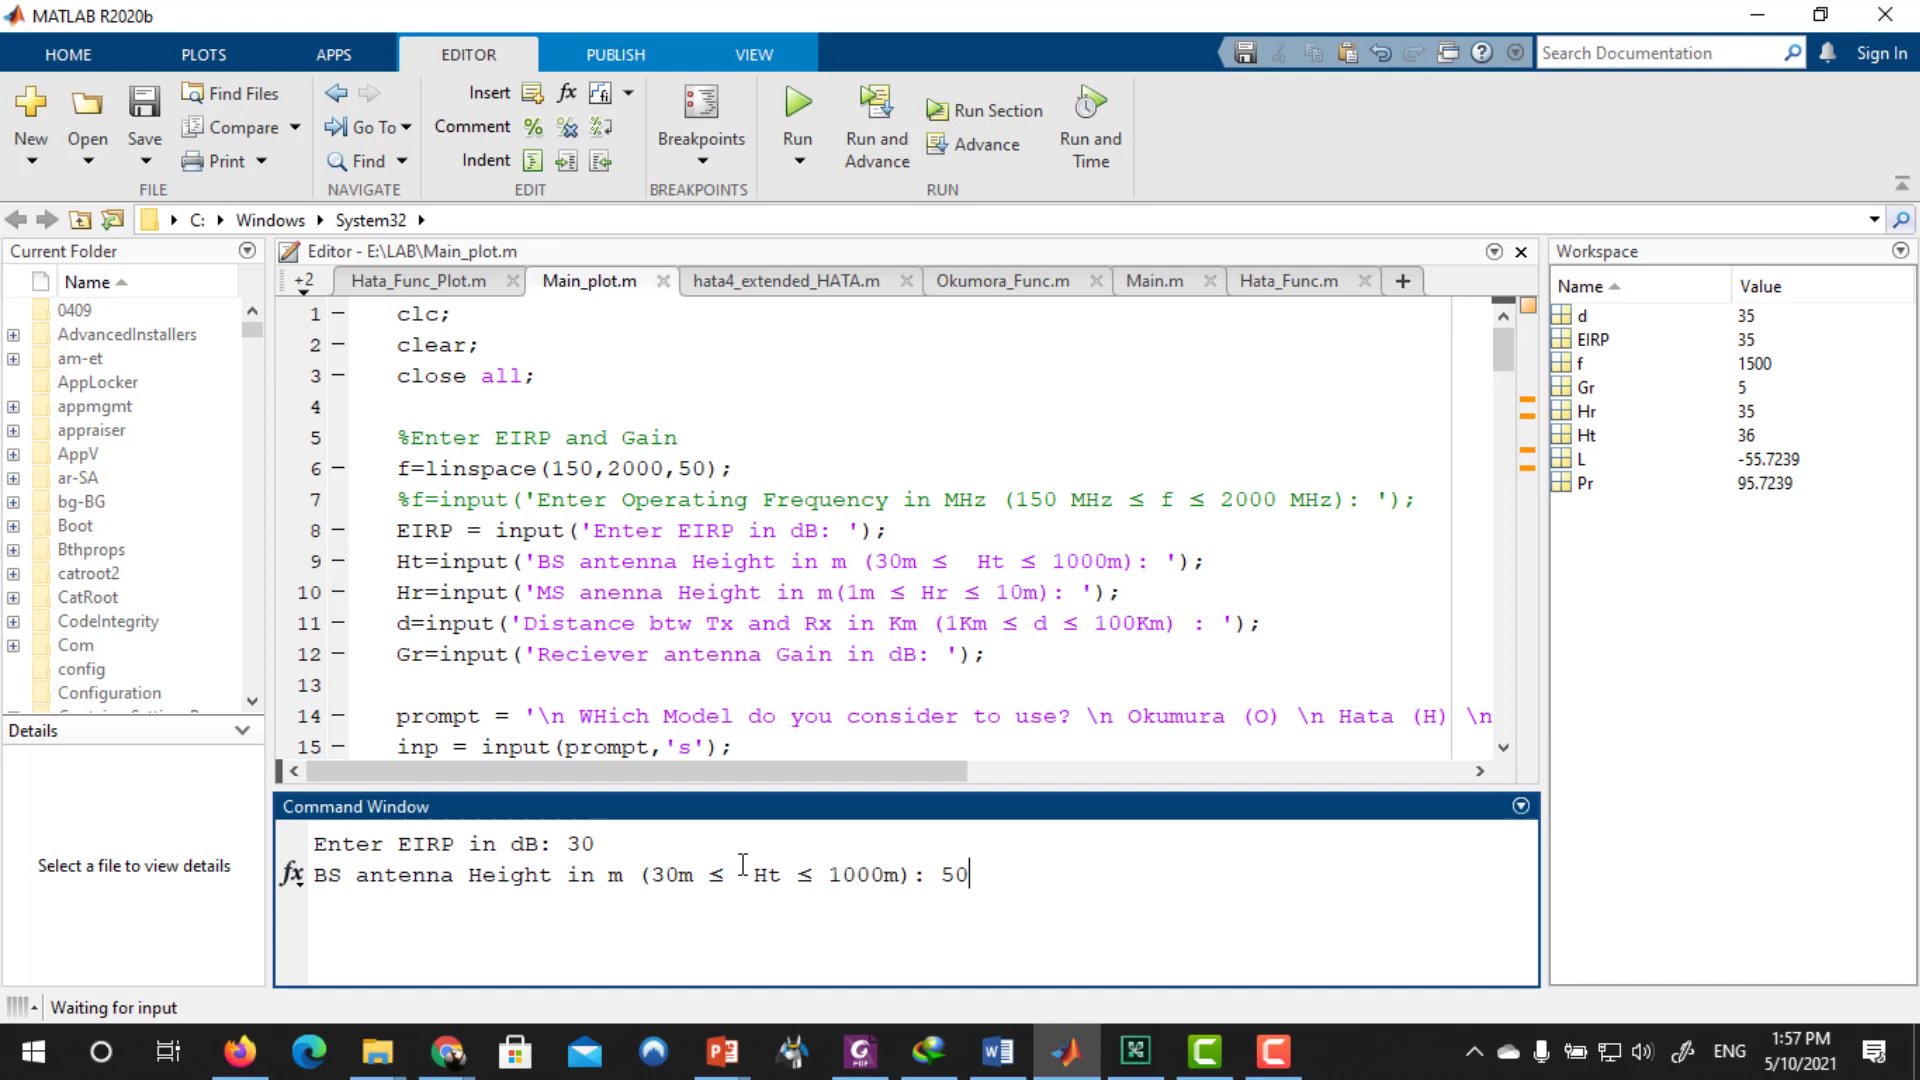 MATLAB R2020b
HOME PLOTS APPS EDITOR PUBLISH VIEW
Search Documentation
Sign In
New Open Save
Find Files
Compare
Print
FILE
Go To
Find
NAVIGATE
Insert fx
Comment
Indent
EDIT
Breakpoints
BREAKPOINTS
Run
Run and Advance
Run Section
Advance
Run and Time
RUN
C: Windows System32
Current Folder
Name
0409
AdvancedInstallers
am-et
AppLocker
appmgmt
appraiser
AppV
ar-SA
bg-BG
Boot
Bthprops
catroot2
CatRoot
CodeIntegrity
Com
config
Configuration
Details
Select a file to view details
Editor - E:\LAB\Main_plot.m
+2 Hata_Func_Plot.m Main_plot.m hata4_extended_HATA.m Okumora_Func.m Main.m Hata_Func.m
1 clc;
2 clear;
3 close all;
4
5 %Enter EIRP and Gain
6 f=linspace(150,2000,50);
7 %f=input('Enter Operating Frequency in MHz (150 MHz ≤ f ≤ 2000 MHz): ');
8 EIRP = input('Enter EIRP in dB: ');
9 Ht=input('BS antenna Height in m (30m ≤  Ht ≤ 1000m): ');
10 Hr=input('MS anenna Height in m(1m ≤ Hr ≤ 10m): ');
11 d=input('Distance btw Tx and Rx in Km (1Km ≤ d ≤ 100Km) : ');
12 Gr=input('Reciever antenna Gain in dB: ');
13
14 prompt = '\n WHich Model do you consider to use? \n Okumura (O) \n Hata (H) \n
15 inp = input(prompt,'s');
Command Window
Enter EIRP in dB: 30
fx BS antenna Height in m (30m ≤  Ht ≤ 1000m): 50
Workspace
Name Value
d 35
EIRP 35
f 1500
Gr 5
Hr 35
Ht 36
L -55.7239
Pr 95.7239
Waiting for input
ENG
1:57 PM
5/10/2021